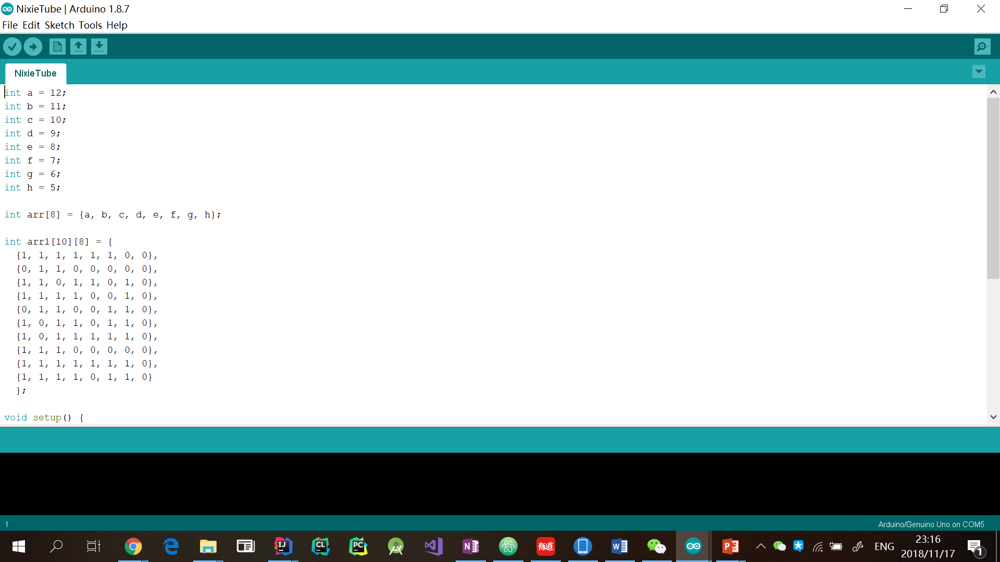 NixieTube | Arduino 1.8.7
File Edit Sketch Tools Help
NixieTube
int a = 12;
int b = 11;
int c = 10;
int d = 9;
int e = 8;
int f = 7;
int g = 6;
int h = 5;
int arr[8] = {a, b, c, d, e, f, g, h};
int arr1[10][8] = {
{1, 1, 1, 1, 1, 1, 0, 0},
{0, 1, 1, 0, 0, 0, 0, 0},
{1, 1, 0, 1, 1, 0, 1, 0},
{1, 1, 1, 1, 0, 0, 1, 0},
{0, 1, 1, 0, 0, 1, 1, 0},
{1, 0, 1, 1, 0, 1, 1, 0},
{1, 0, 1, 1, 1, 1, 1, 0},
{1, 1, 1, 0, 0, 0, 0, 0},
{1, 1, 1, 1, 1, 1, 1, 0},
{1, 1, 1, 1, 0, 1, 1, 0}
};
void setup() {
1
Arduino/Genuino Uno on COM5
IJ
CL
PC
N
有道
W
P
ENG
23:16
2018/11/17
1